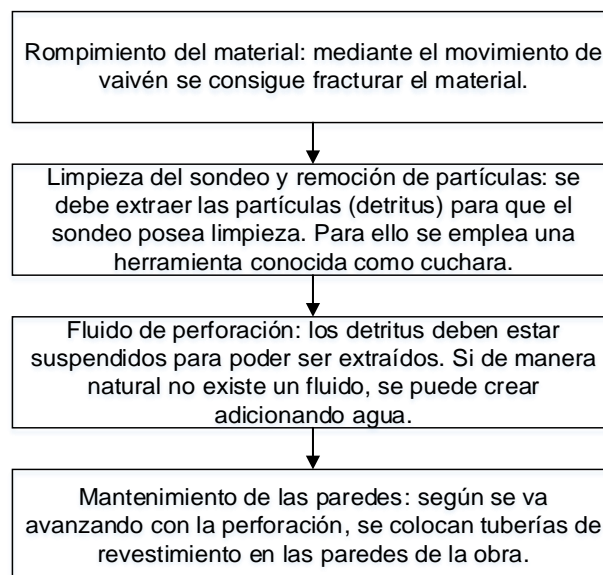 Rompimiento del material: mediante el movimiento de
vaivén se consigue fracturar el material.
Limpieza del sondeo y remoción de partículas: se
debe extraer las partículas (detritus) para que el
sondeo posea limpieza. Para ello se emplea una
herramienta conocida como cuchara.
Fluido de perforación: los detritus deben estar
suspendidos para poder ser extraídos. Si de manera
natural no existe un fluido, se puede crear
adicionando agua.
Mantenimiento de las paredes: según se va
avanzando con la perforación, se colocan tuberías de
revestimiento en las paredes de la obra.